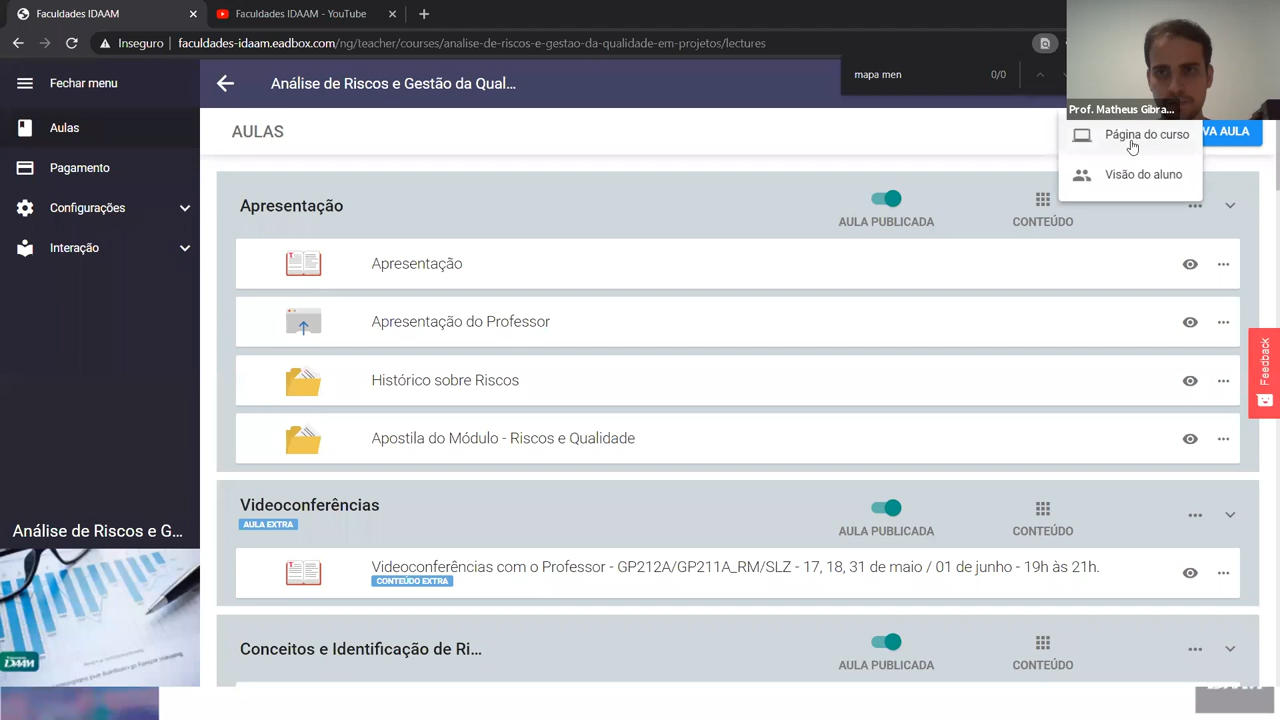 Faculdades IDAAM
Faculdades IDAAM - YouTube
Inseguro
faculdades-idaam.eadbox.com/ng/teacher/courses/analise-de-riscos-e-gestao-da-qualidade-em-projetos/lectures
Fechar menu
Análise de Riscos e Gestão da Qual...
mapa men
0/0
Prof. Matheus Gibra...
Aulas
AULAS
Página do curso
VA AULA
Pagamento
Visão do aluno
Configurações
Interação
Apresentação
AULA PUBLICADA
CONTEÚDO
Apresentação
Apresentação do Professor
Histórico sobre Riscos
Apostila do Módulo - Riscos e Qualidade
Feedback
Videoconferências
AULA EXTRA
AULA PUBLICADA
CONTEÚDO
Videoconferências com o Professor - GP212A/GP211A_RM/SLZ - 17, 18, 31 de maio / 01 de junho - 19h às 21h.
CONTEÚDO EXTRA
Análise de Riscos e G...
Conceitos e Identificação de Ri...
AULA PUBLICADA
CONTEÚDO
IDAAM